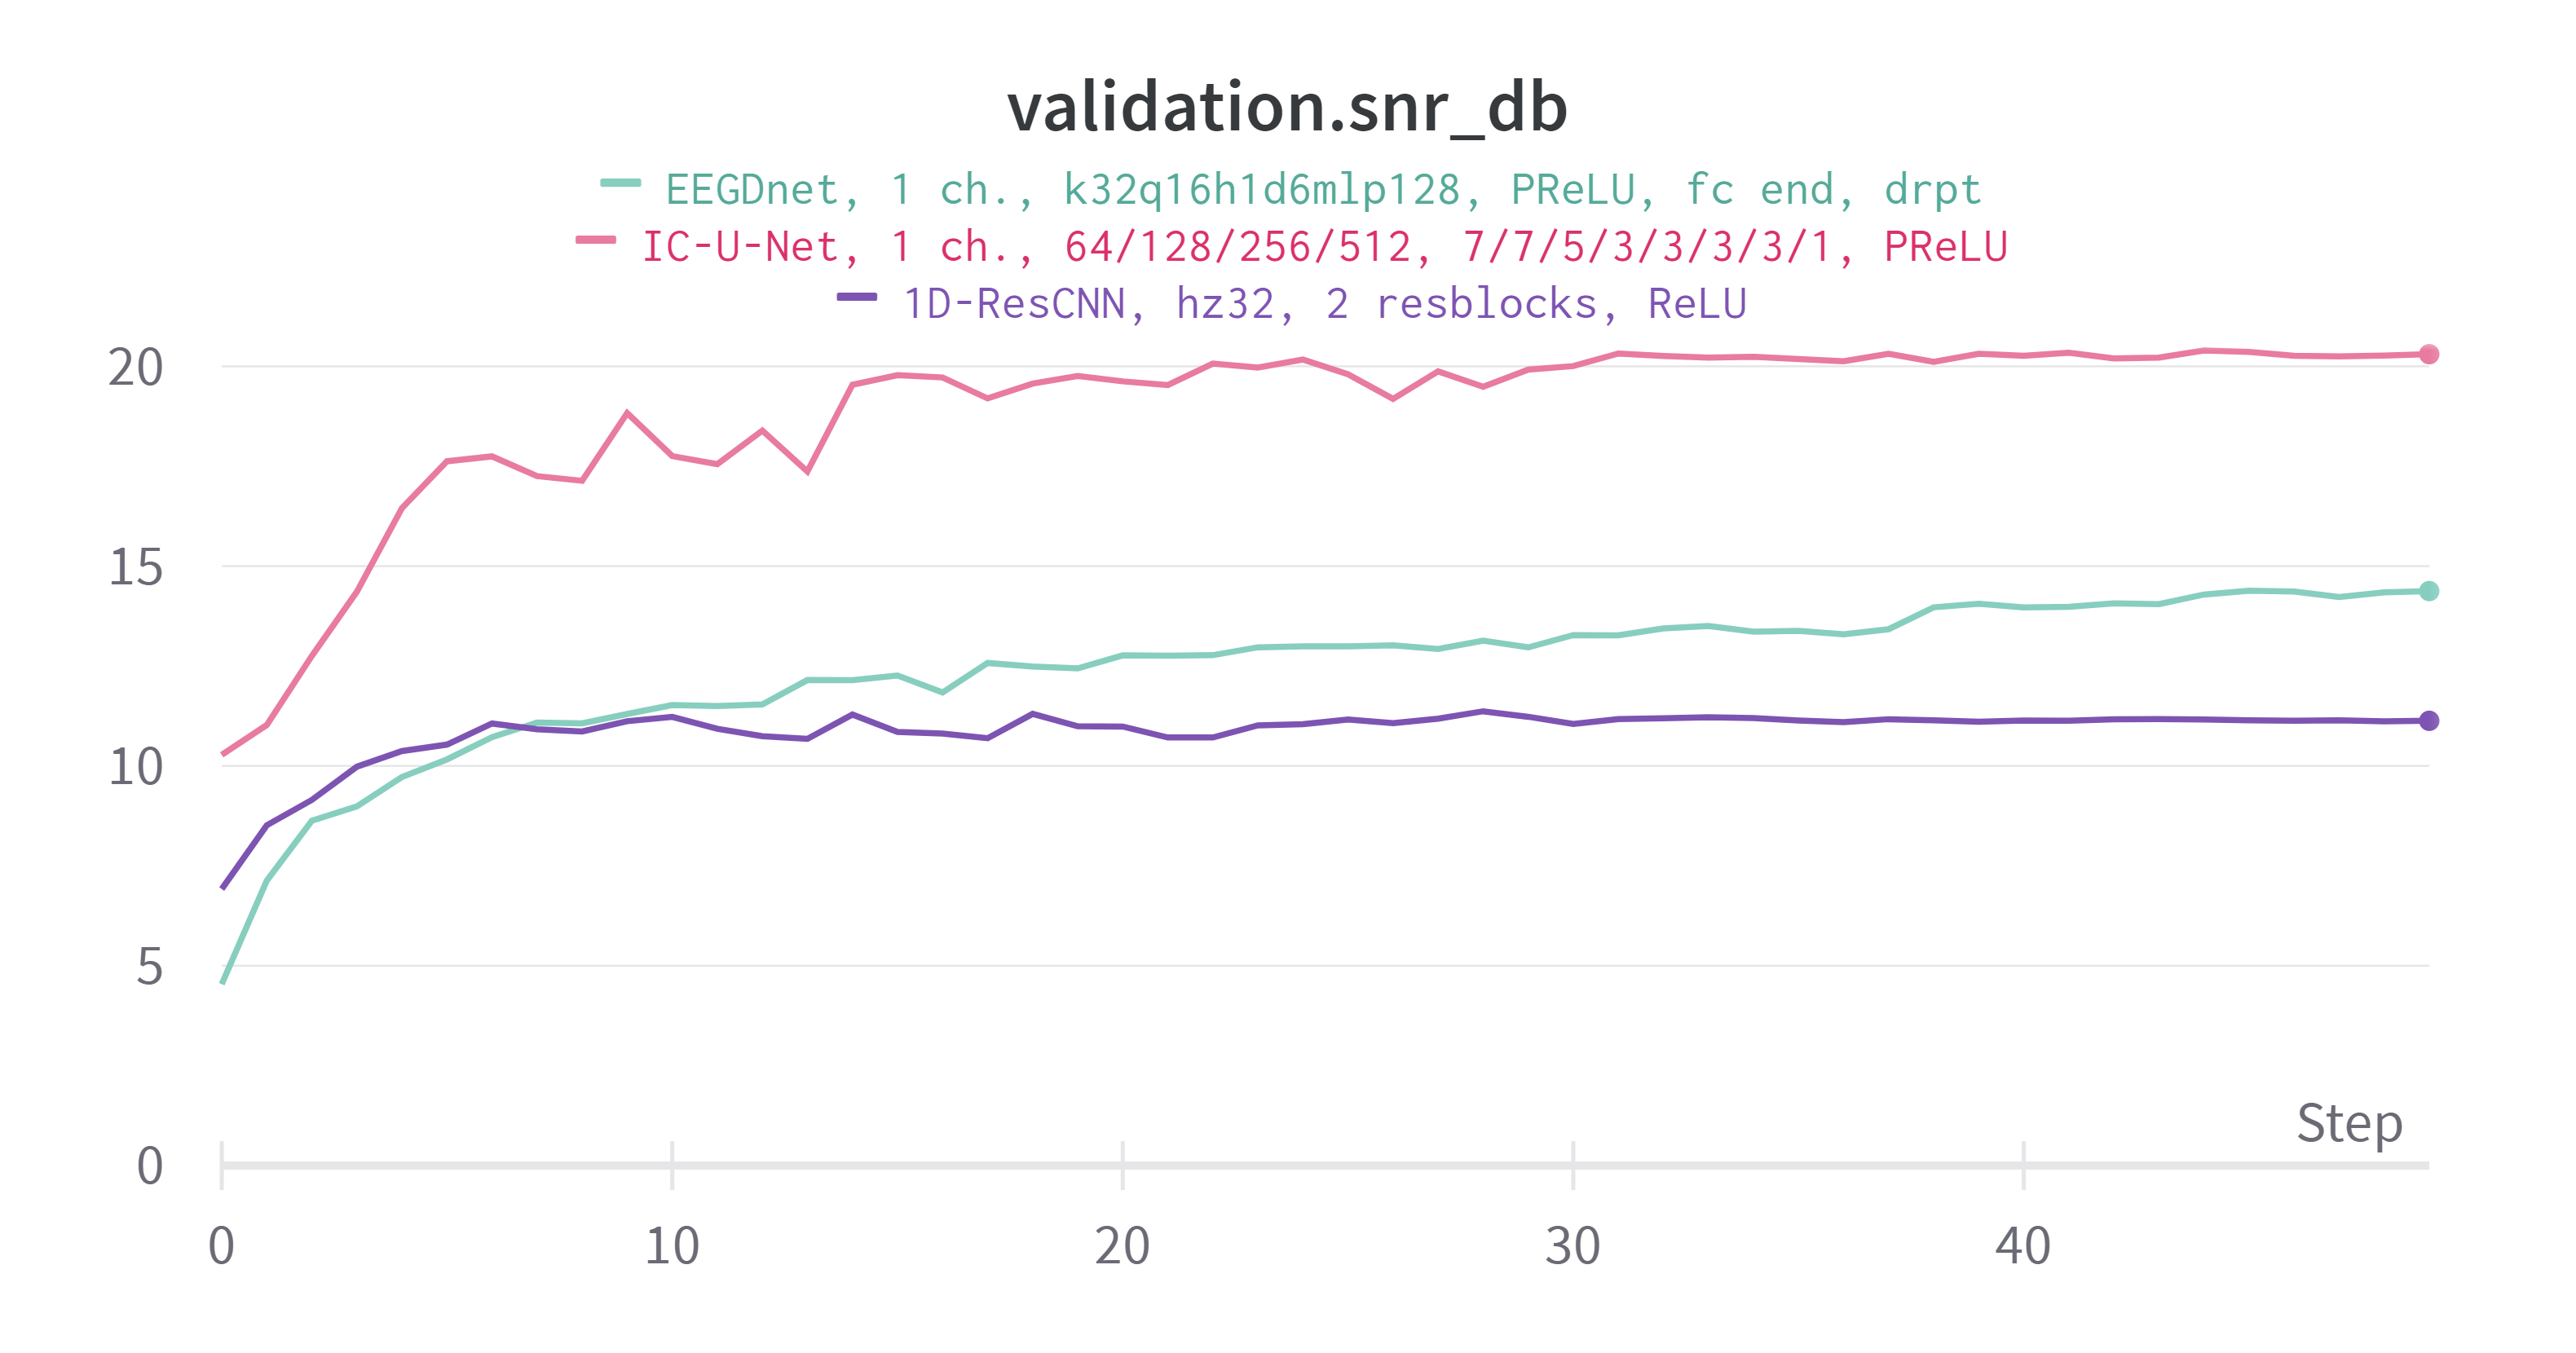 validation.snr_db
EEGDnet, 1 ch., k32q16h1d6mlp128, PReLU, fc end, drpt
IC-U-Net, 1 ch., 64/128/256/512, 7/7/5/3/3/3/3/1, PReLU
1D-ResCNN, hz32, 2 resblocks, ReLU
20
15
10
5
0
Step
0 10 20 30 40